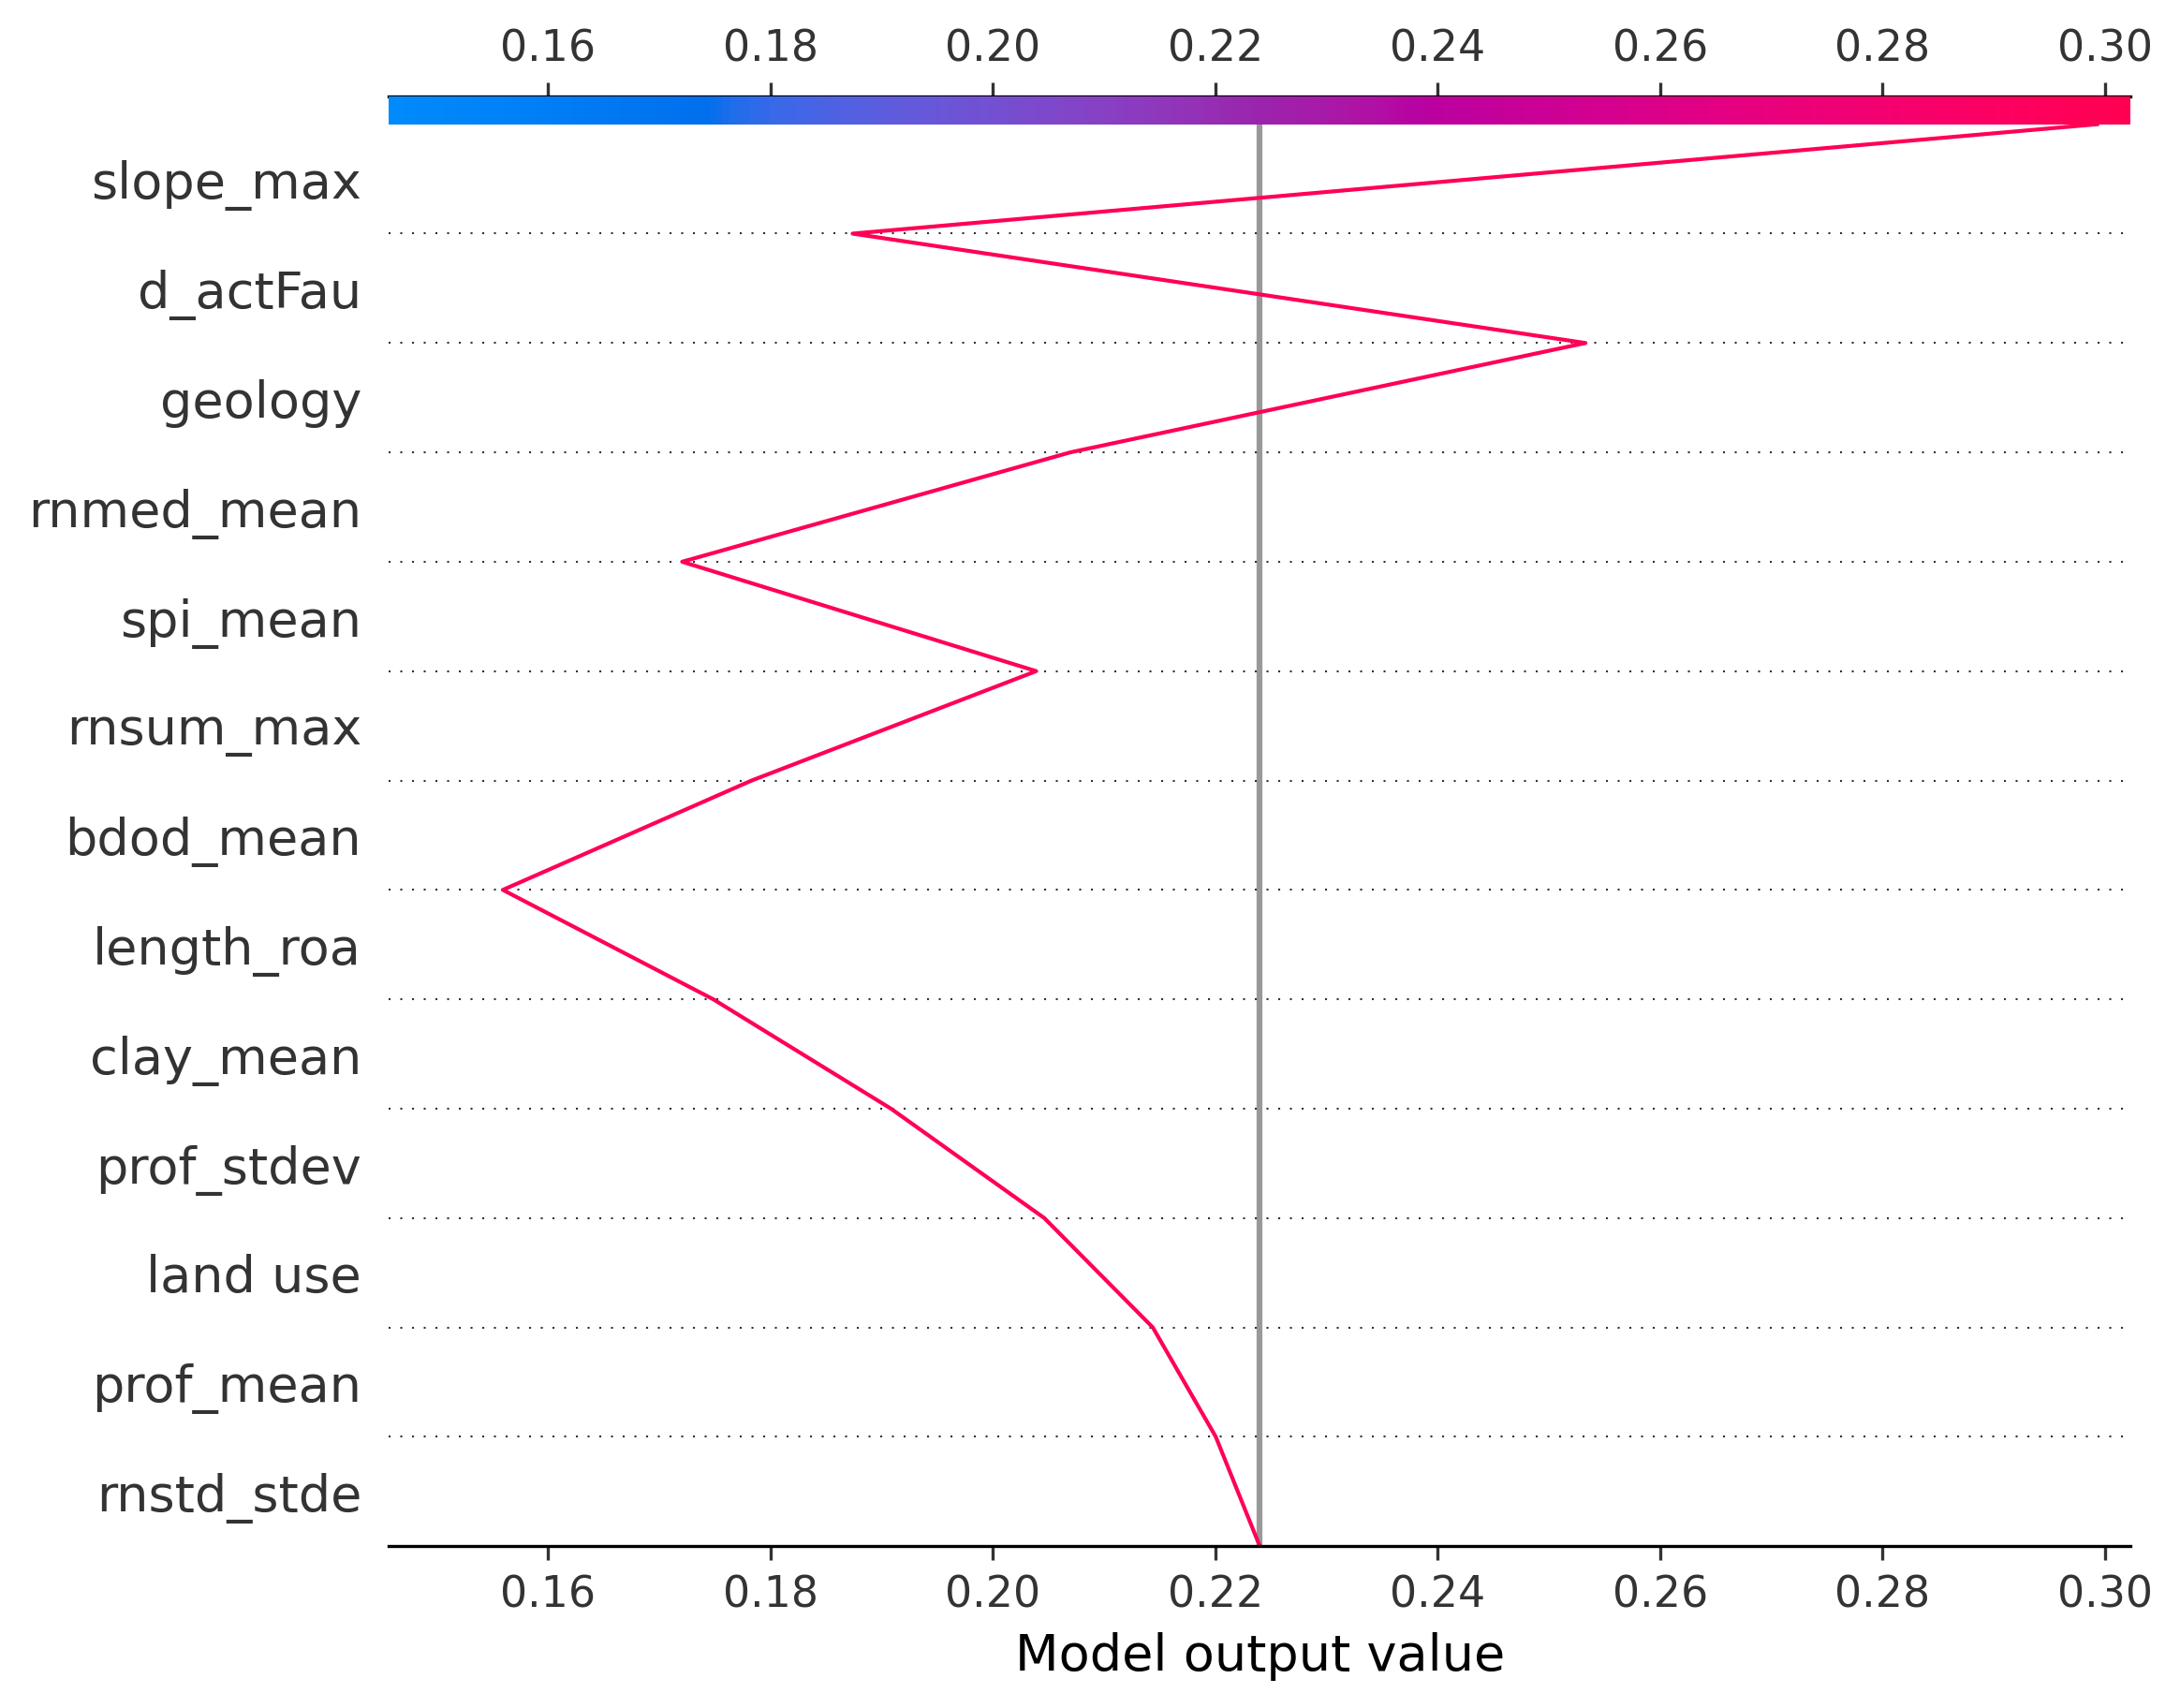 0.16 0.18 0.20 0.22 0.24 0.26 0.28 0.30
slope_max
d_actFau
geology
rnmed_mean
spi_mean
rnsum_max
bdod_mean
length_roa
clay_mean
prof_stdev
land use
prof_mean
rnstd_stde
0.16 0.18 0.20 0.22 0.24 0.26 0.28 0.30
Model output value